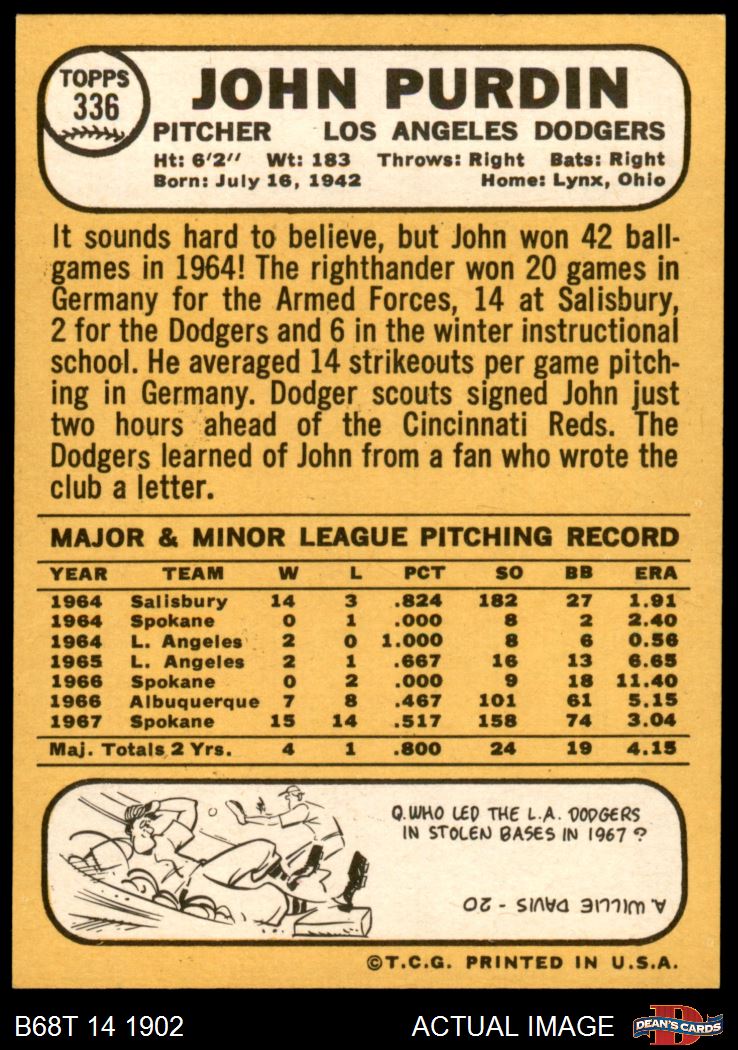 TOPPS
336
JOHN PURDIN
PITCHER LOS ANGELES DODGERS
Ht: 6'2" Wt: 183 Throws: Right Bats: Right
Born: July 16, 1942 Home: Lynx, Ohio
It sounds hard to believe, but John won 42 ball-
games in 1964! The righthander won 20 games in
Germany for the Armed Forces, 14 at Salisbury,
2 for the Dodgers and 6 in the winter instructional
school. He averaged 14 strikeouts per game pitch-
ing in Germany. Dodger scouts signed John just
two hours ahead of the Cincinnati Reds. The
Dodgers learned of John from a fan who wrote the
club a letter.
MAJOR & MINOR LEAGUE PITCHING RECORD
YEAR TEAM W L PCT SO BB ERA
1964 Salisbury 14 3 .824 182 27 1.91
1964 Spokane 0 1 .000 8 2 2.40
1964 L. Angeles 2 0 1.000 8 6 0.56
1965 L. Angeles 2 1 .667 16 13 6.65
1966 Spokane 0 2 .000 9 18 11.40
1966 Albuquerque 7 8 .467 101 61 5.15
1967 Spokane 15 14 .517 158 74 3.04
Maj. Totals 2 Yrs. 4 1 .800 24 19 4.15
Q. WHO LED THE L.A. DODGERS
IN STOLEN BASES IN 1967?
A. WILLIE DAVIS - 20
©T.C.G. PRINTED IN U.S.A.
B68T 14 1902 ACTUAL IMAGE DEAN'S CARDS